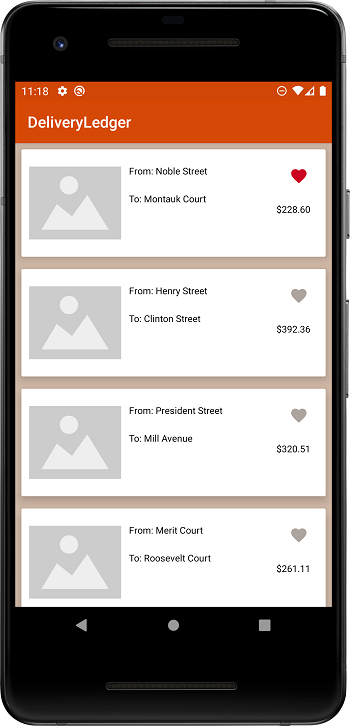 11:18
DeliveryLedger
From: Noble Street
To: Montauk Court
$228.60
From: Henry Street
To: Clinton Street
$392.36
From: President Street
To: Mill Avenue
$320.51
From: Merit Court
To: Roosevelt Court
$261.11